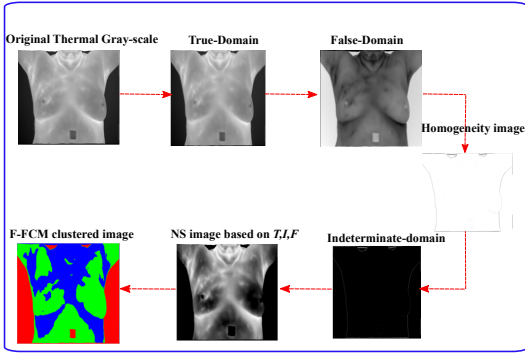 Original Thermal Gray-scale
True-Domain
False-Domain
Homogeneity image
F-FCM clustered image
NS image based on T,I,F
Indeterminate-domain